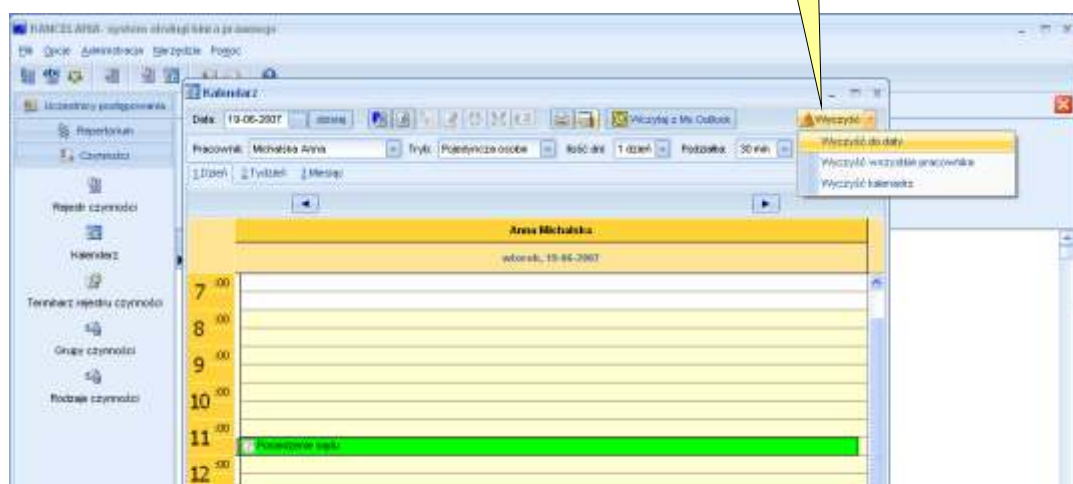 KANCELARIA - system obsługi biura prawnego
Plik Opcje Administracja Narzędzia Pomoc
Kalendarz
Uczestnicy postępowania
Data: 19-06-2007 dzisiaj Wczytaj z Ms Outlook Wyczyść
Repertorium
Wyczyść do daty
Pracownik: Michalska Anna Tryb: Pojedyncza osoba Ilość dni 1 dzień Podziałka 30 min
Czynności
Wyczyść wszystkie pracownika
1 Dzień 2 Tydzień 3 Miesiąc
Wyczyść kalendarz
Rejestr czynności
Anna Michalska
Kalendarz
wtorek, 19-06-2007
7 :00
Terminarz rejestru czynności
8 :00
Grupy czynności
9 :00
Rodzaje czynności
10 :00
11 :00
Posiedzenie sądu
12 :00